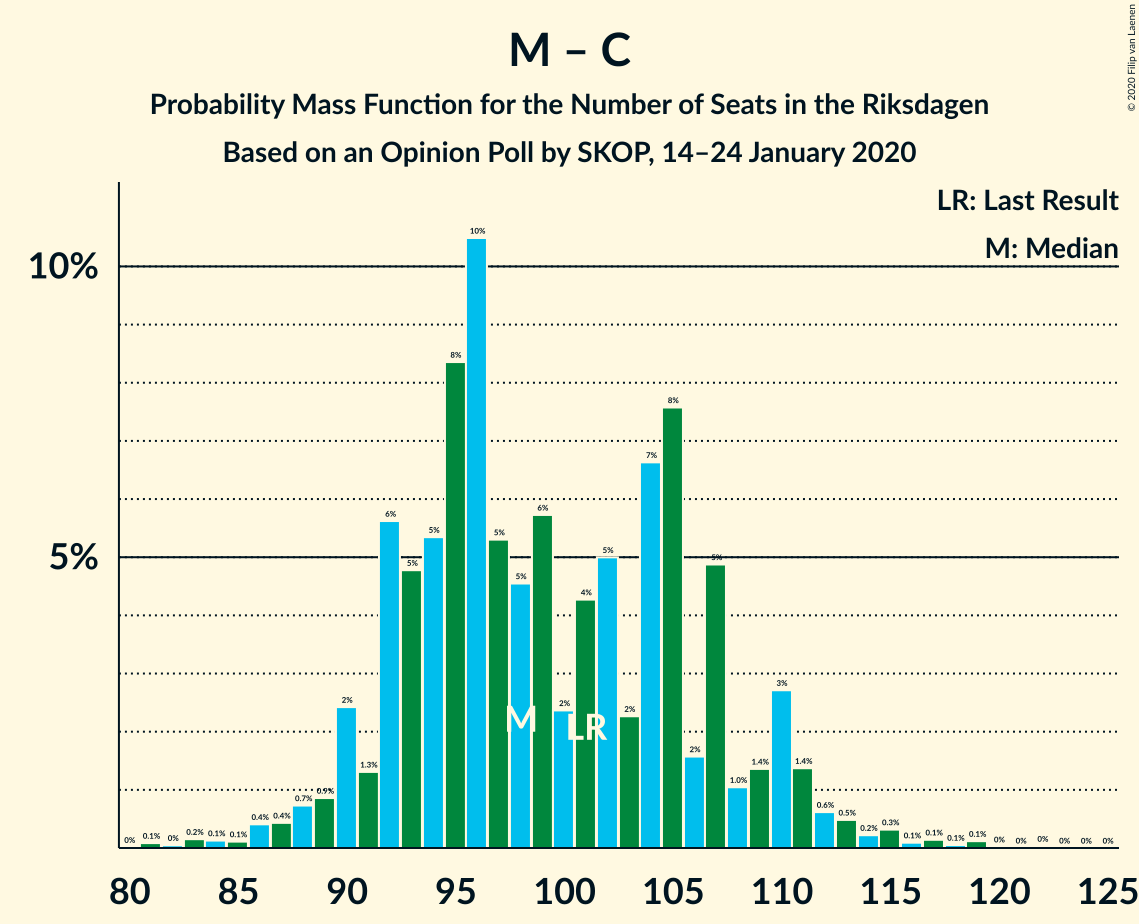 © 2020 Filip van Laenen
M – C
Probability Mass Function for the Number of Seats in the Riksdagen
Based on an Opinion Poll by SKOP, 14–24 January 2020
LR: Last Result
M: Median
10%
5%
0% 0.1% 0% 0.2% 0.1% 0.1% 0.4% 0.4% 0.7% 0.9% 2% 1.3% 6% 5% 5% 8% 10% 5% 5% 6% 2% 4% 5% 2% 7% 8% 2% 5% 1.0% 1.4% 3% 1.4% 0.6% 0.5% 0.2% 0.3% 0.1% 0.1% 0.1% 0.1% 0% 0% 0% 0% 0% 0%
M LR
80 85 90 95 100 105 110 115 120 125